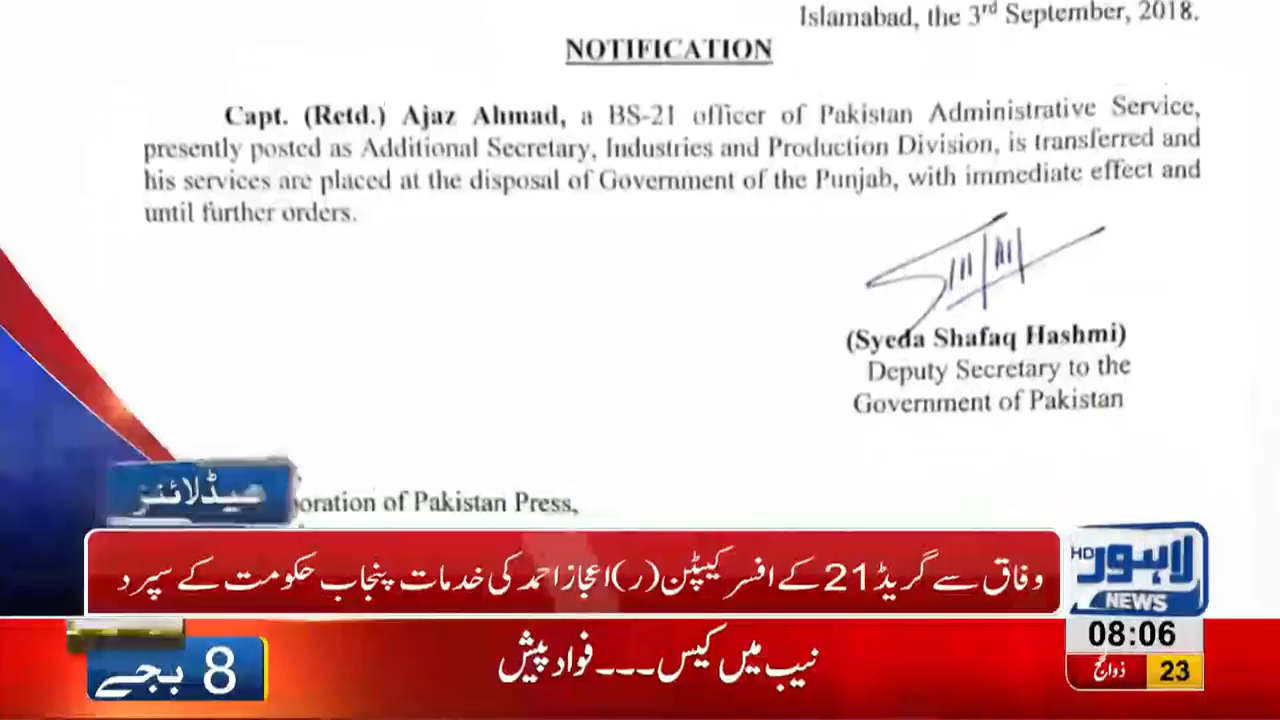 Islamabad, the 3rd September, 2018.
NOTIFICATION
Capt. (Retd.) Ajaz Ahmad, a BS-21 officer of Pakistan Administrative Service,
presently posted as Additional Secretary, Industries and Production Division, is transferred and
his services are placed at the disposal of Government of the Punjab, with immediate effect and
until further orders.
(Syeda Shafaq Hashmi)
Deputy Secretary to the
Government of Pakistan
ہیڈلائنز
oration of Pakistan Press,
وفاق سے گریڈ 21 کے افسر کیپٹن (ر) اعجاز احمد کی خدمات پنجاب حکومت کے سپرد
لاہور HD
NEWS
نیب میں کیس۔۔۔فواد پیش
8 بجے
08:06
23 ذوالحج